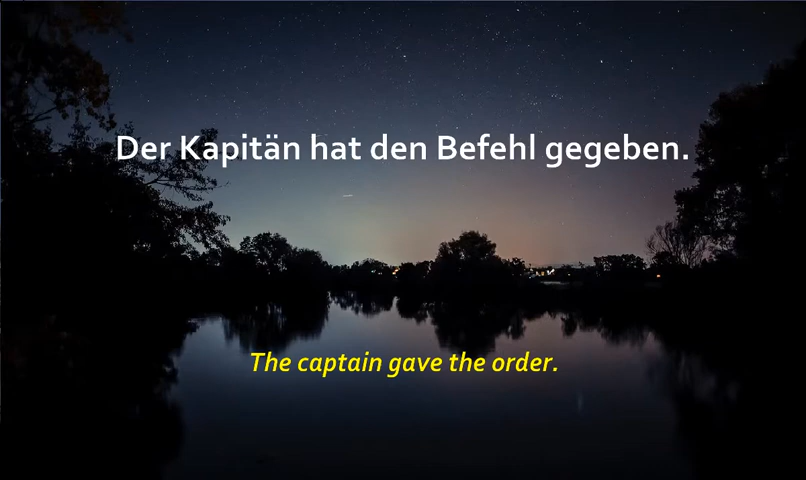 Der Kapitän hat den Befehl gegeben.
The captain gave the order.